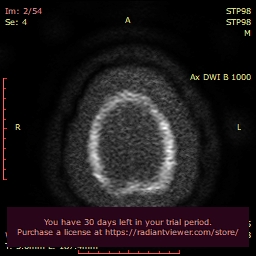 Im: 2/54
Se: 4
A
STP98
STP98
M
Ax DWI B 1000
R
L
You have 30 days left in your trial period.
Purchase a license at https://radiantviewer.com/store/